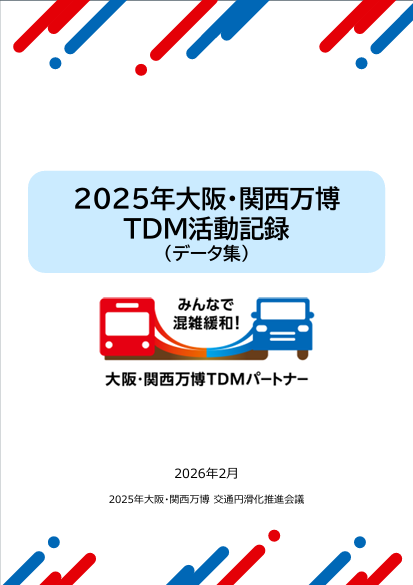 2025年大阪・関西万博
TDM活動記録
（データ集）
みんなで
混雑緩和！
大阪・関西万博TDMパートナー
2026年2月
2025年大阪・関西万博 交通円滑化推進会議